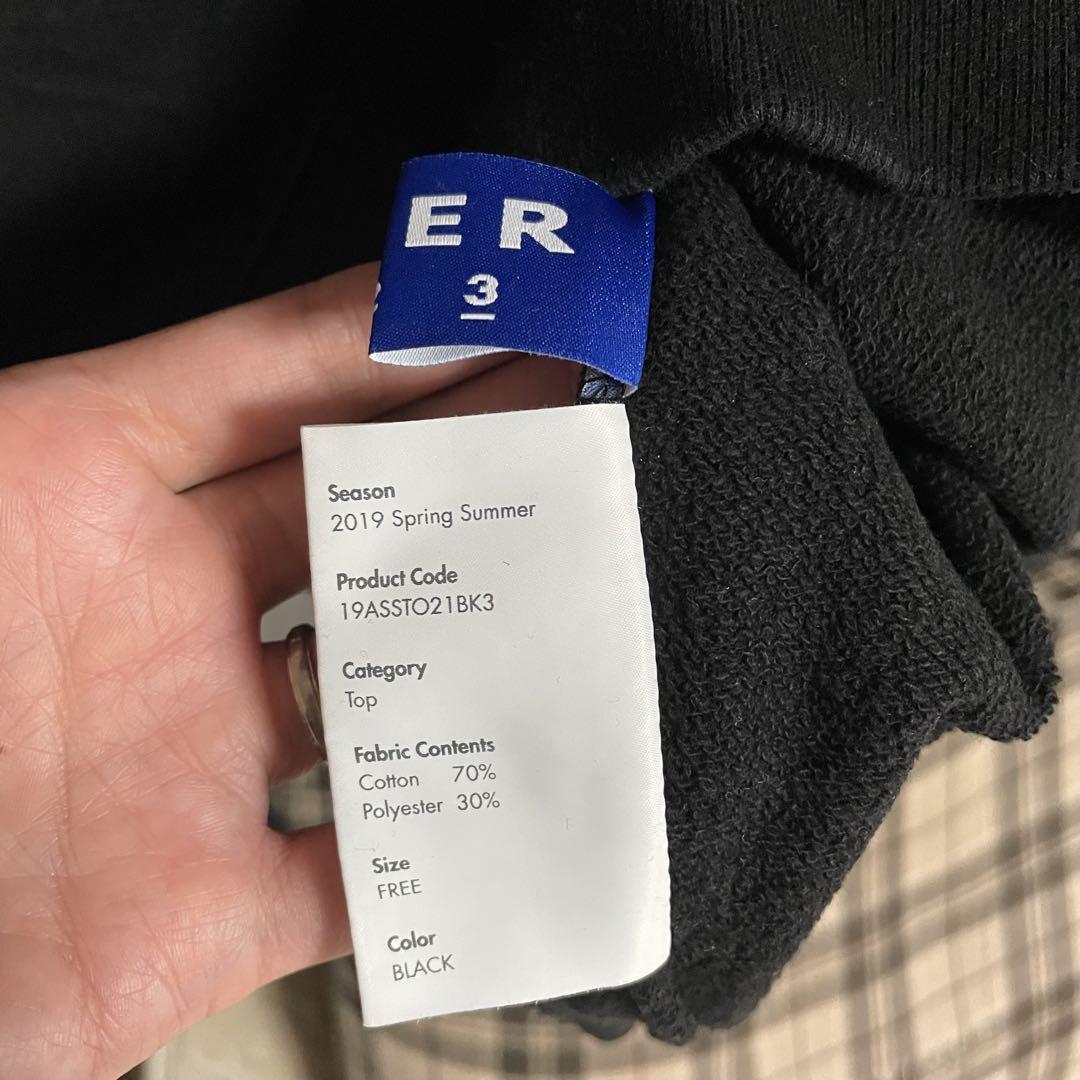 ER
3
Season
2019 Spring Summer
Product Code
19ASSTO21BK3
Category
Top
Fabric Contents
Cotton 70%
Polyester 30%
Size
FREE
Color
BLACK